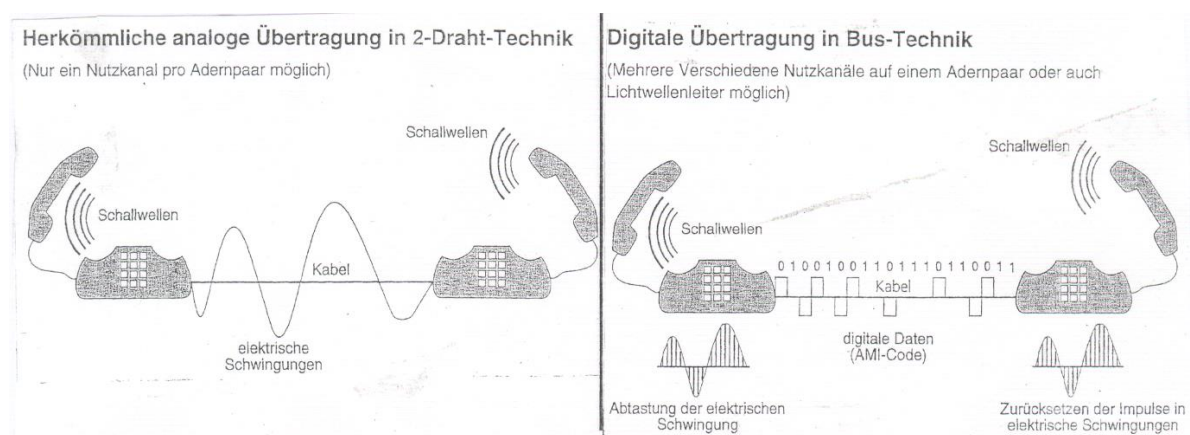 Herkömmliche analoge Übertragung in 2-Draht-Technik
(Nur ein Nutzkanal pro Adernpaar möglich)
Schallwellen
Schallwellen
Kabel
elektrische
Schwingungen
Digitale Übertragung in Bus-Technik
(Mehrere Verschiedene Nutzkanäle auf einem Adernpaar oder auch
Lichtwellenleiter möglich)
Schallwellen
Schallwellen
01001001101110110011
Kabel
digitale Daten
(AMI-Code)
Abtastung der elektrischen
Schwingung
Zurücksetzen der Impulse in
elektrische Schwingungen